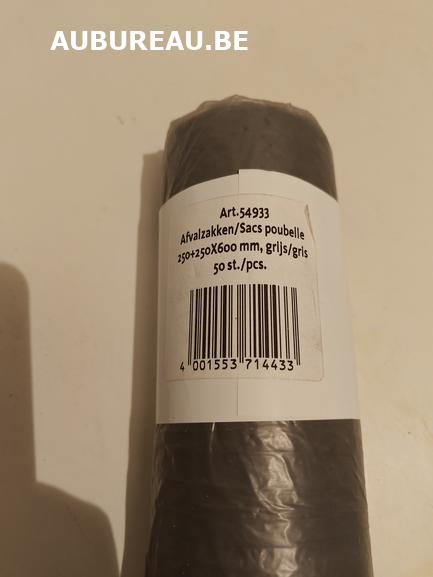 AUBUREAU.BE
Art.54933
Afvalzakken/Sacs poubelle
250+250X600 mm, grijs/gris
50 st./pcs.
4 001553 714433